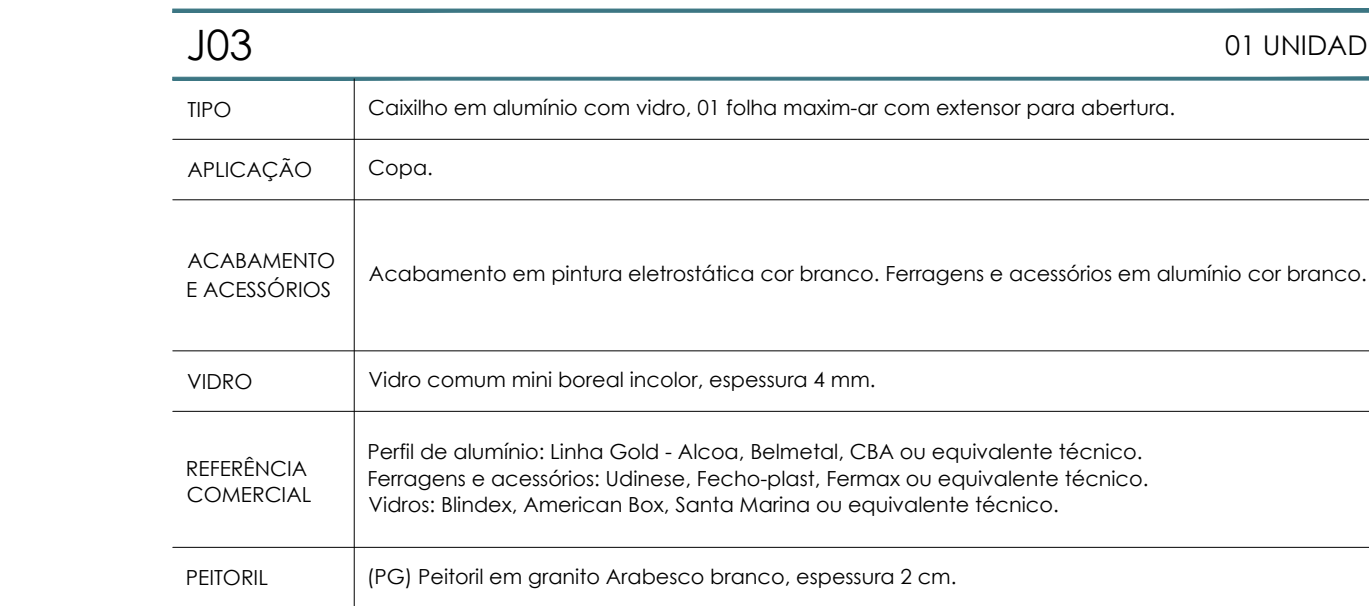 J03
01 UNIDAD
TIPO
Caixilho em alumínio com vidro, 01 folha maxim-ar com extensor para abertura.
APLICAÇÃO
Copa.
ACABAMENTO
E ACESSÓRIOS
Acabamento em pintura eletrostática cor branco. Ferragens e acessórios em alumínio cor branco.
VIDRO
Vidro comum mini boreal incolor, espessura 4 mm.
REFERÊNCIA
COMERCIAL
Perfil de alumínio: Linha Gold - Alcoa, Belmetal, CBA ou equivalente técnico.
Ferragens e acessórios: Udinese, Fecho-plast, Fermax ou equivalente técnico.
Vidros: Blindex, American Box, Santa Marina ou equivalente técnico.
PEITORIL
(PG) Peitoril em granito Arabesco branco, espessura 2 cm.